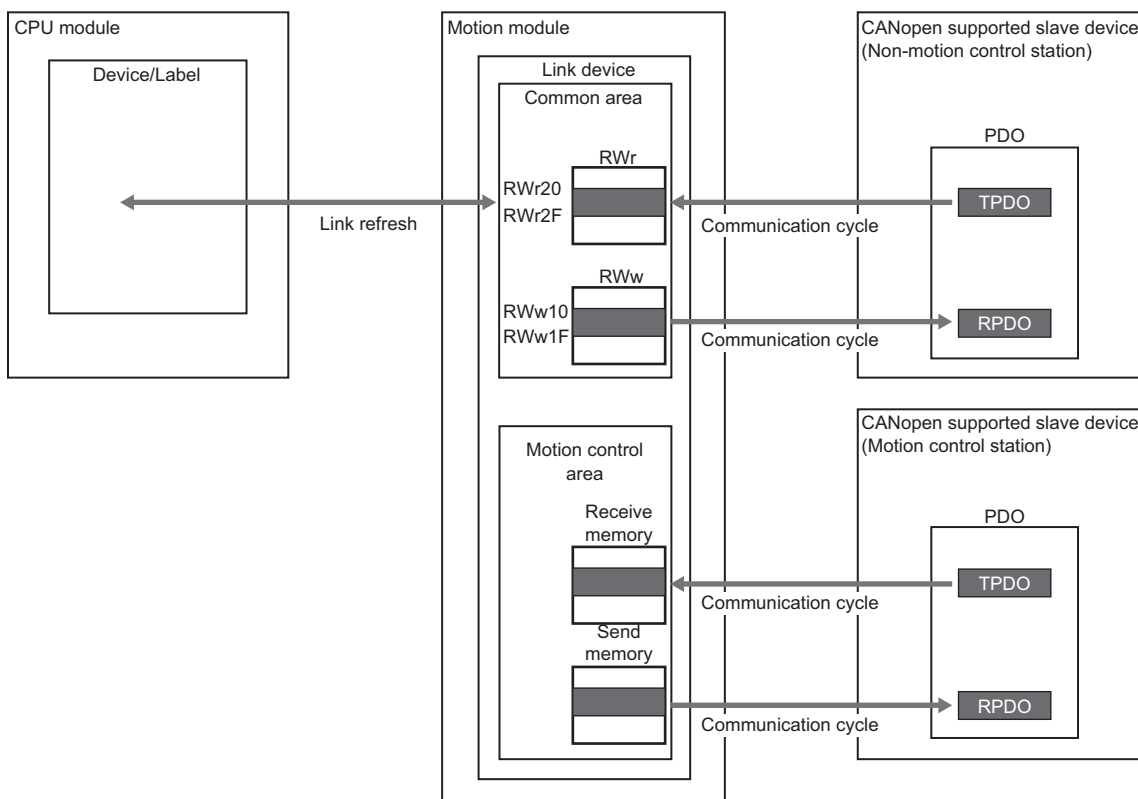 CPU module
Device/Label
Link refresh
Motion module
Link device
Common area
RWr
RWr20
RWr2F
RWw
RWw10
RWw1F
Motion control
area
Receive
memory
Send
memory
Communication cycle
Communication cycle
Communication cycle
Communication cycle
CANopen supported slave device
(Non-motion control station)
PDO
TPDO
RPDO
CANopen supported slave device
(Motion control station)
PDO
TPDO
RPDO